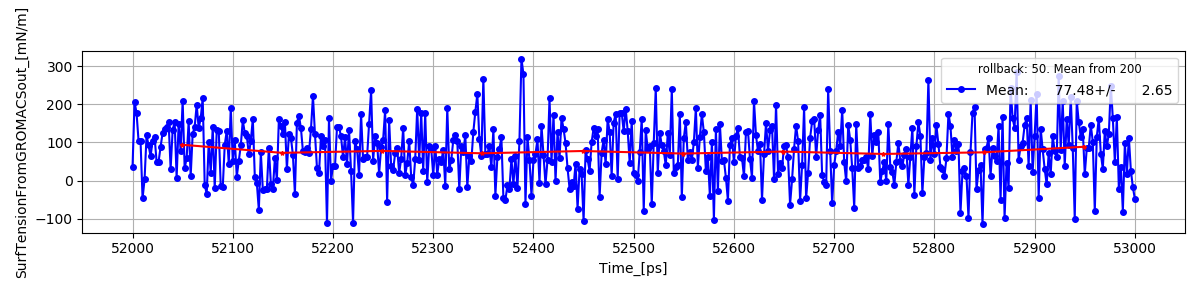 SurfTensionFromGROMACSout_[mN/m]
300
200
100
0
−100
rollback: 50. Mean from 200
Mean: 77.48+/- 2.65
52000 52100 52200 52300 52400 52500 52600 52700 52800 52900 53000
Time_[ps]